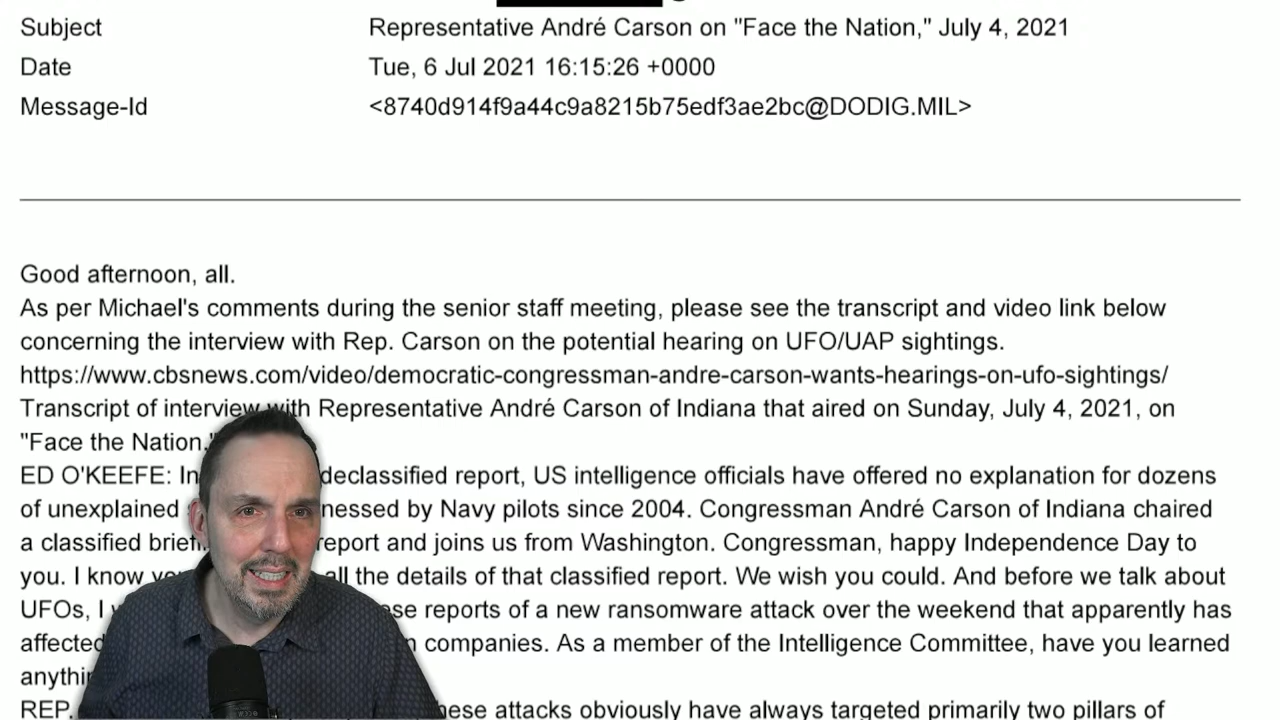 Subject Representative André Carson on "Face the Nation," July 4, 2021
Date Tue, 6 Jul 2021 16:15:26 +0000
Message-Id <8740d914f9a44c9a8215b75edf3ae2bc@DODIG.MIL>
Good afternoon, all.
As per Michael's comments during the senior staff meeting, please see the transcript and video link below
concerning the interview with Rep. Carson on the potential hearing on UFO/UAP sightings.
https://www.cbsnews.com/video/democratic-congressman-andre-carson-wants-hearings-on-ufo-sightings/
Transcript of interview with Representative André Carson of Indiana that aired on Sunday, July 4, 2021, on
"Face the Nation."
ED O'KEEFE: In declassified report, US intelligence officials have offered no explanation for dozens
of unexplained by Navy pilots since 2004. Congressman André Carson of Indiana chaired
a classified report and joins us from Washington. Congressman, happy Independence Day to
you. I know all the details of that classified report. We wish you could. And before we talk about
UFOs, I reports of a new ransomware attack over the weekend that apparently has
affected companies. As a member of the Intelligence Committee, have you learned
REP. these attacks obviously have always targeted primarily two pillars of